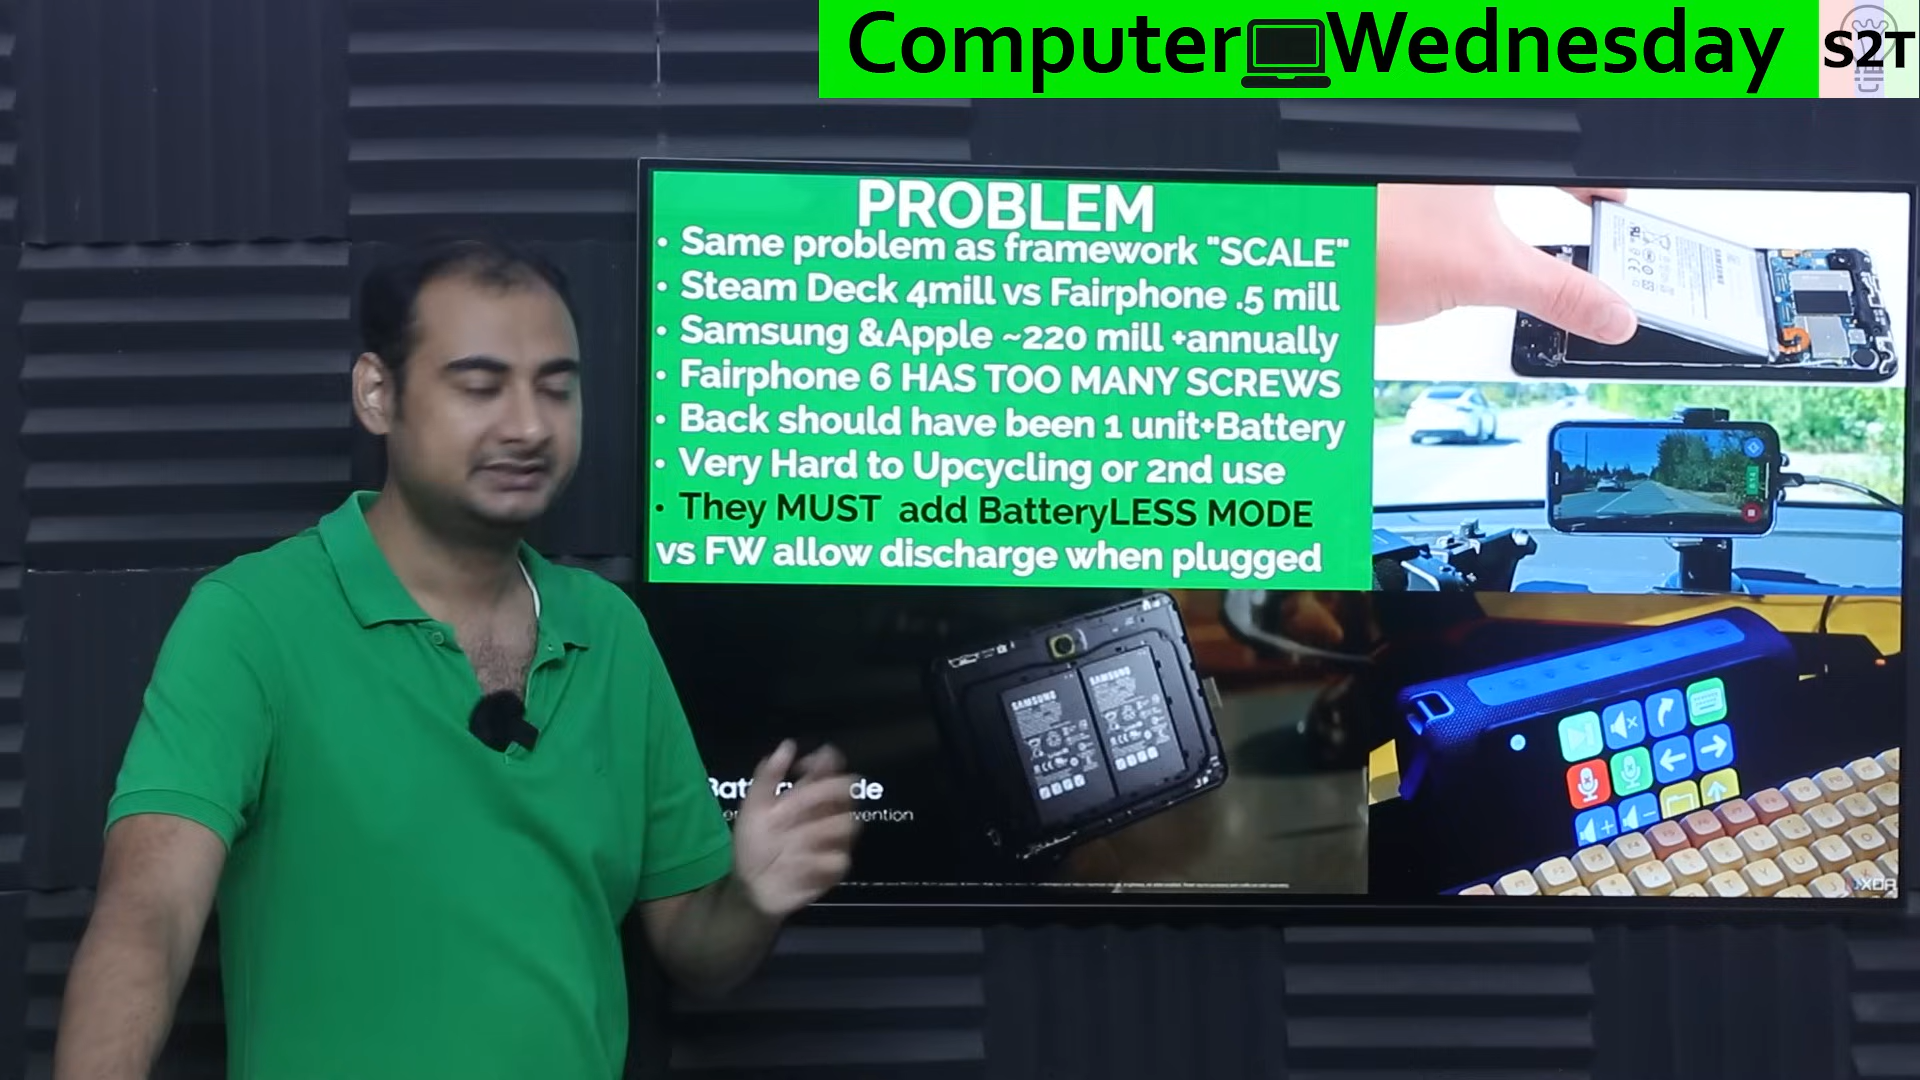 Computer Wednesday
S2T
PROBLEM
• Same problem as framework "SCALE"
• Steam Deck 4mill vs Fairphone .5 mill
• Samsung &Apple ~220 mill +annually
• Fairphone 6 HAS TOO MANY SCREWS
• Back should have been 1 unit+Battery
• Very Hard to Upcycling or 2nd use
• They MUST add BatteryLESS MODE
vs FW allow discharge when plugged
SAMSUNG
SAMSUNG
SAMSUNG
XDA